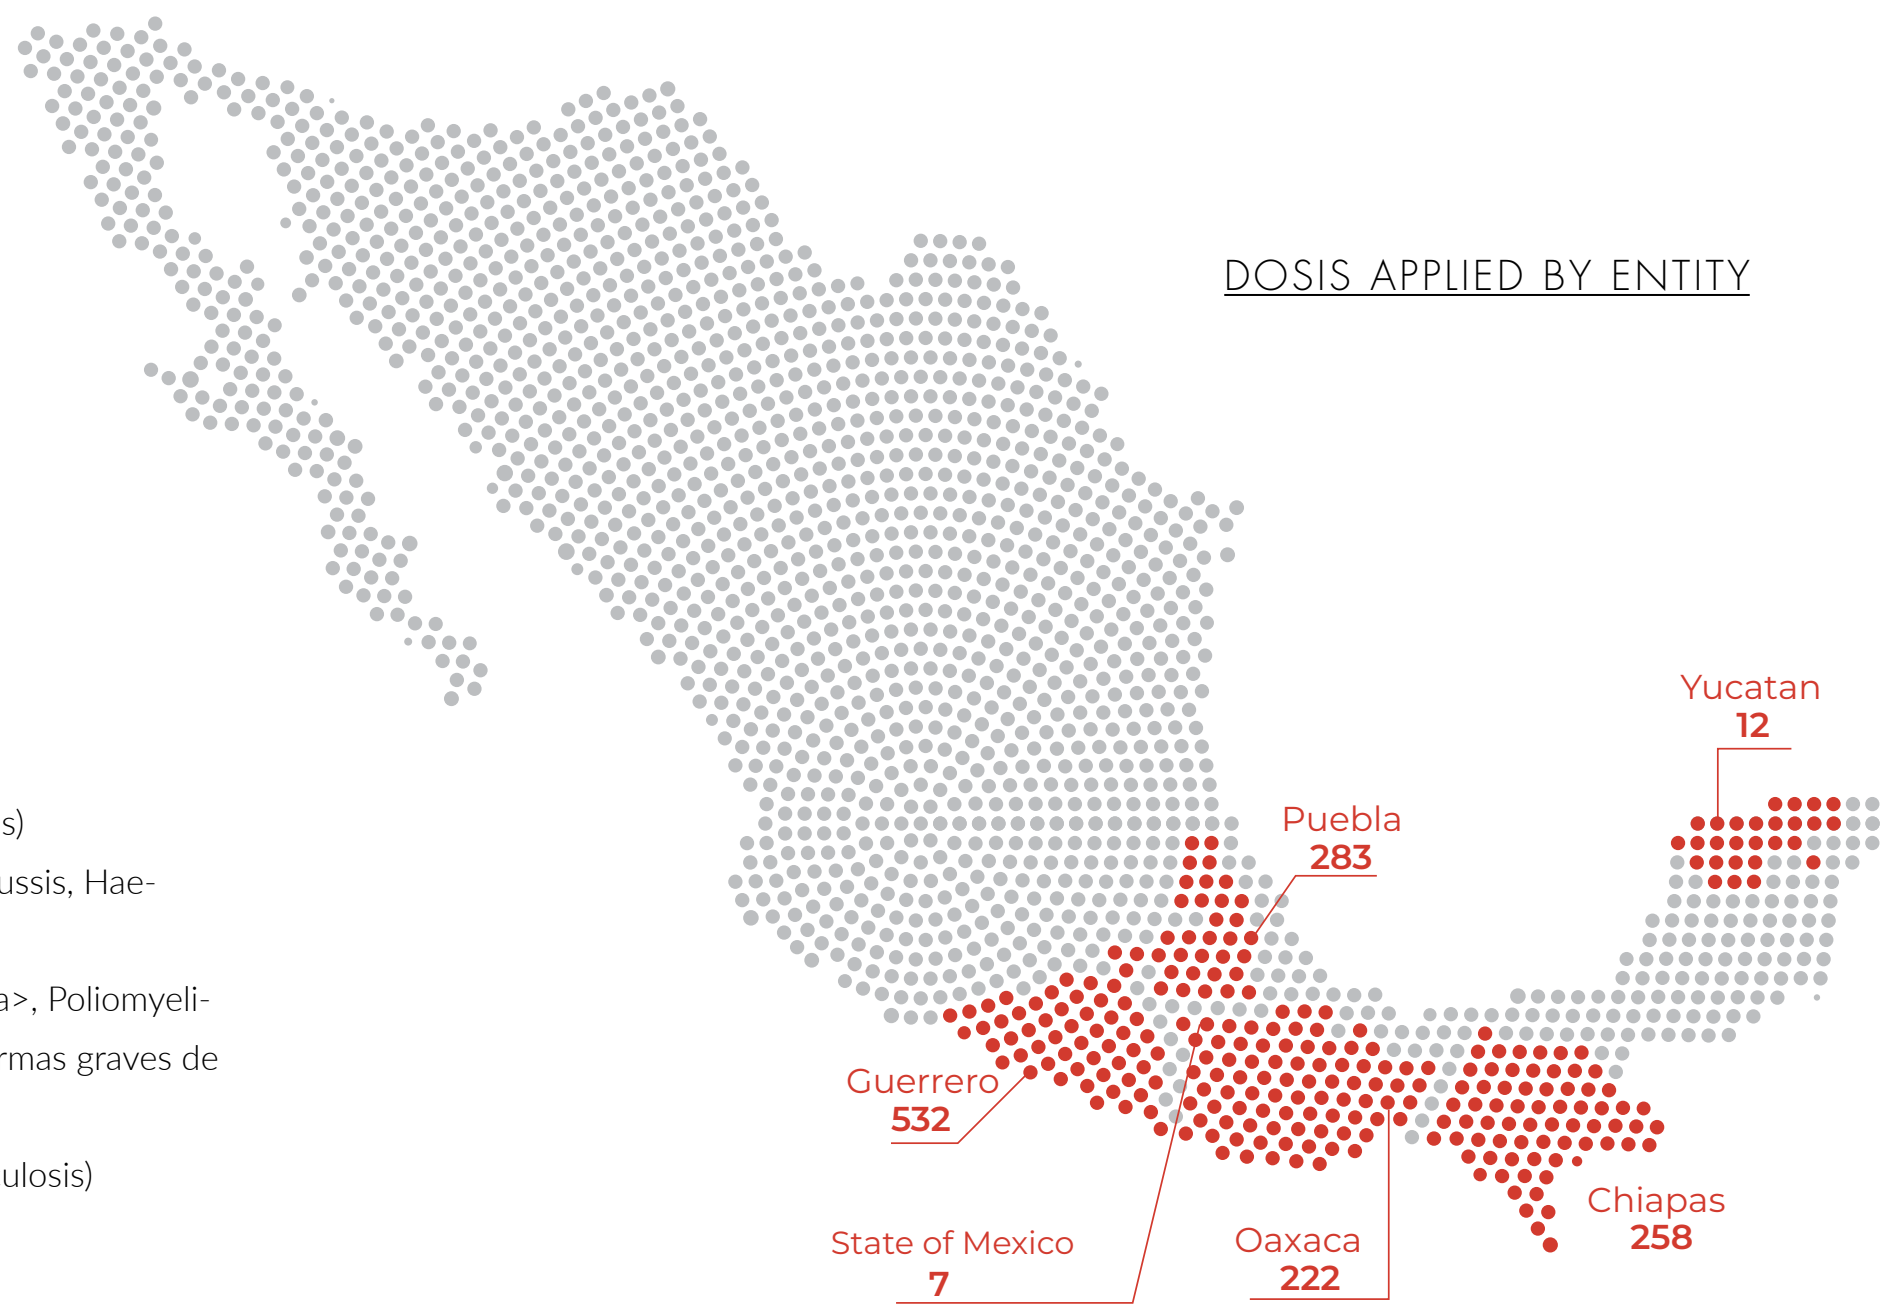 DOSIS APPLIED BY ENTITY
Yucatan
12
Puebla
283
s)
ussis, Hae-
a>, Poliomyeli-
rmas graves de
ulosis)
Guerrero
532
State of Mexico
7
Oaxaca
222
Chiapas
258